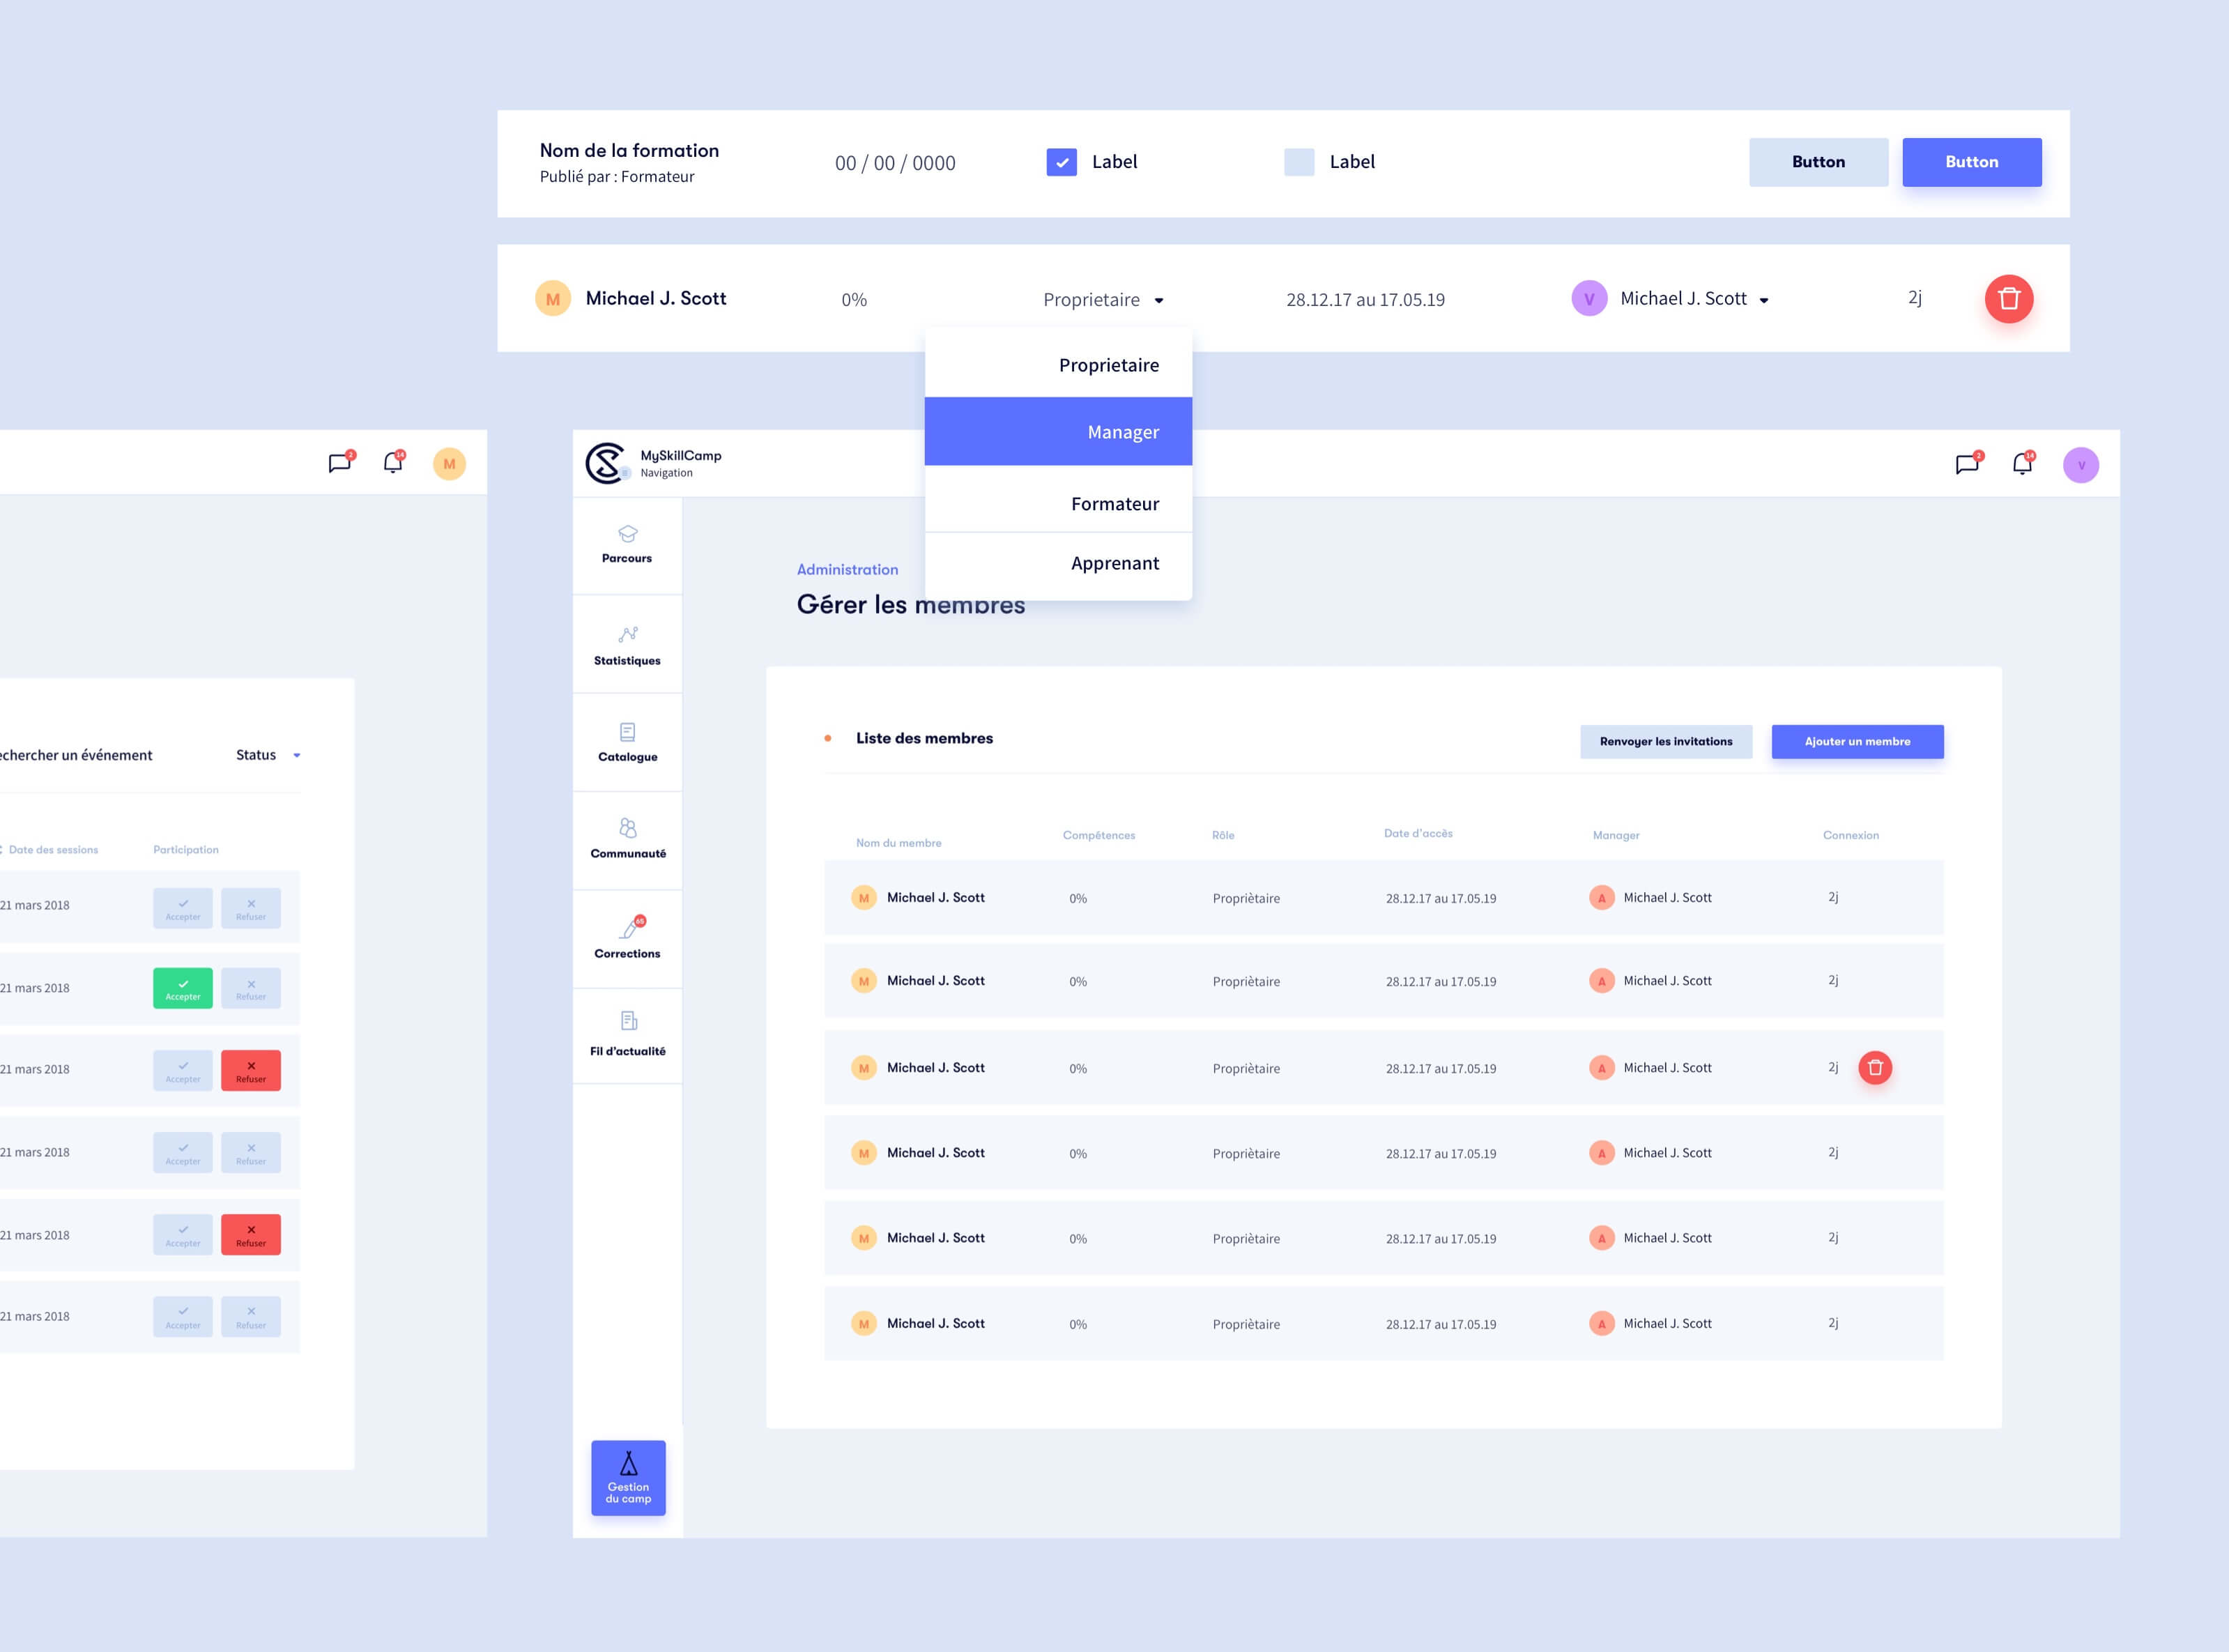 Nom de la formation
Publié par : Formateur
00 / 00 / 0000
Label
Label
Button
Button
M
Michael J. Scott
0%
Proprietaire
28.12.17 au 17.05.19
V
Michael J. Scott
2j
Proprietaire
Manager
Formateur
Apprenant
2
14
M
echercher un événement
Status
Date des sessions
Participation
21 mars 2018
Accepter
Refuser
21 mars 2018
Accepter
Refuser
21 mars 2018
Accepter
Refuser
21 mars 2018
Accepter
Refuser
21 mars 2018
Accepter
Refuser
21 mars 2018
Accepter
Refuser
MySkillCamp
Navigation
2
14
V
Parcours
Statistiques
Catalogue
Communauté
Corrections
Fil d'actualité
Gestion
du camp
Administration
Gérer les membres
Liste des membres
Renvoyer les invitations
Ajouter un membre
Nom du membre
Compétences
Rôle
Date d'accès
Manager
Connexion
M Michael J. Scott 0% Propriètaire 28.12.17 au 17.05.19 A Michael J. Scott 2j
M Michael J. Scott 0% Propriètaire 28.12.17 au 17.05.19 A Michael J. Scott 2j
M Michael J. Scott 0% Propriètaire 28.12.17 au 17.05.19 A Michael J. Scott 2j
M Michael J. Scott 0% Propriètaire 28.12.17 au 17.05.19 A Michael J. Scott 2j
M Michael J. Scott 0% Propriètaire 28.12.17 au 17.05.19 A Michael J. Scott 2j
M Michael J. Scott 0% Propriètaire 28.12.17 au 17.05.19 A Michael J. Scott 2j